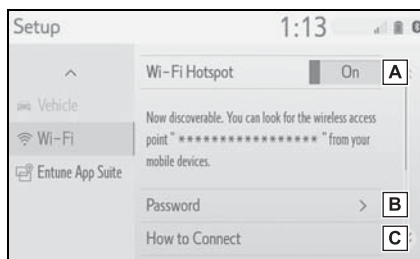 Setup
1:13
Wi-Fi Hotspot
On
A
Vehicle
Now discoverable. You can look for the wireless access
Wi-Fi
point " ***************** " from your
Entune App Suite
mobile devices.
Password
>
B
How to Connect
C